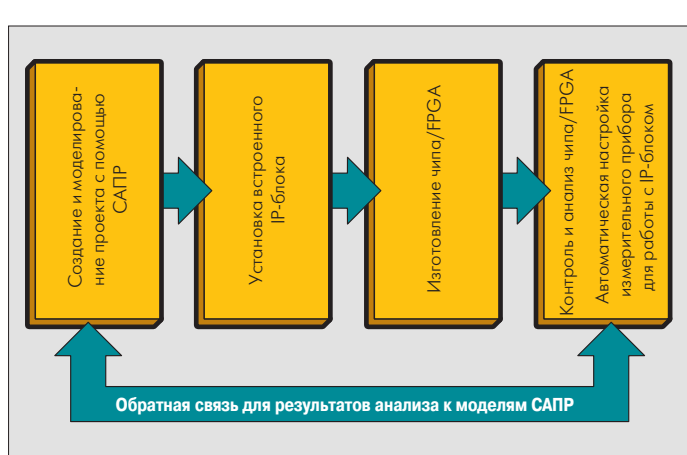 Создание и моделирова-
ние проекта с помощью
САПР
Установка встроенного
IP-блока
Изготовление чипа/FPGA
Контроль и анализ чипа/FPGA
Автоматическая настройка
измерительного прибора
для работы с IP-блоком
Обратная связь для результатов анализа к моделям САПР